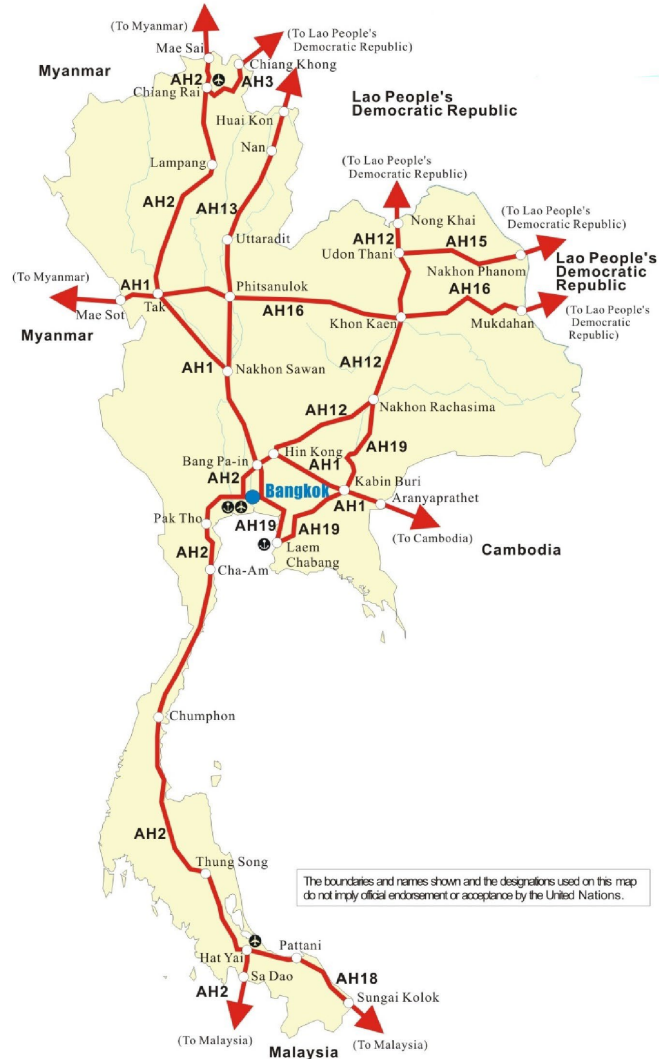 (To Myanmar)
(To Lao People's
Democratic Republic)
Mae Sai
Chiang Khong
Myanmar
AH2
AH3
Chiang Rai
Lao People's
Democratic Republic
Huai Kon
Nan
Lampang
(To Lao People's
Democratic Republic)
AH2
AH13
Nong Khai
(To Lao People's
Democratic Republic)
Uttaradit
AH12
AH15
Udon Thani
Nakhon Phanom
Lao People's
Democratic
Republic
(To Myanmar)
AH1
Phitsanulok
AH16
Mae Sot
Tak
AH16
Khon Kaen
Mukdahan
(To Lao People's
Democratic
Republic)
Myanmar
AH1
Nakhon Sawan
AH12
AH12
Nakhon Rachasima
AH19
Hin Kong
Bang Pa-in
AH1
AH2
Kabin Buri
Bangkok
AH1
Aranyaprathet
Pak Tho
AH19
AH19
(To Cambodia)
AH2
Laem
Chabang
Cambodia
Cha-Am
Chumphon
AH2
Thung Song
The boundaries and names shown and the designations used on this map
do not imply official endorsement or acceptance by the United Nations.
Pattani
Hat Yai
Sa Dao
AH18
AH2
Sungai Kolok
(To Malaysia)
(To Malaysia)
Malaysia